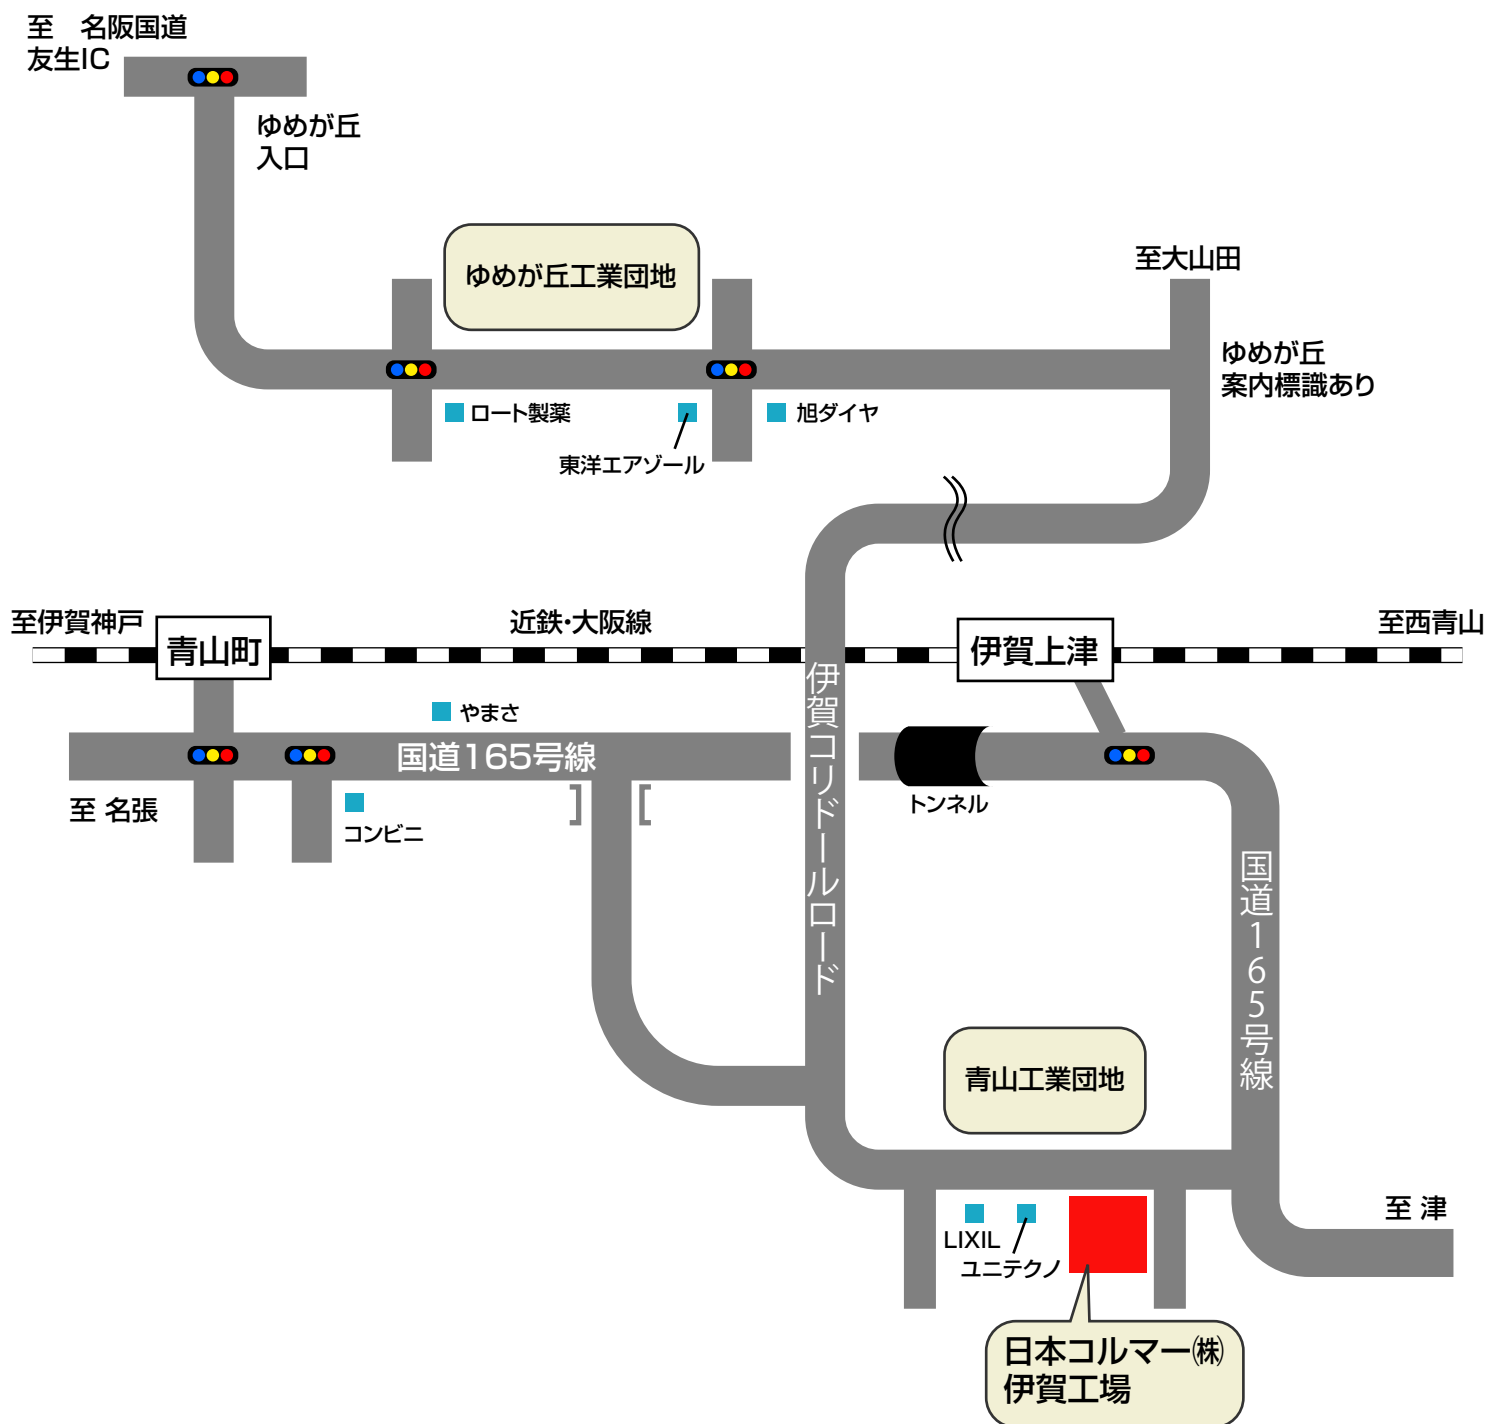 至　名阪国道
友生IC
ゆめが丘
入口
ゆめが丘工業団地
至大山田
ゆめが丘
案内標識あり
ロート製薬
旭ダイヤ
東洋エアゾール
至伊賀神戸
青山町
近鉄・大阪線
伊賀上津
至西青山
やまさ
国道165号線
伊賀コリドールロード
至 名張
コンビニ
トンネル
国道165号線
青山工業団地
至 津
LIXIL
ユニテクノ
日本コルマー㈱
伊賀工場